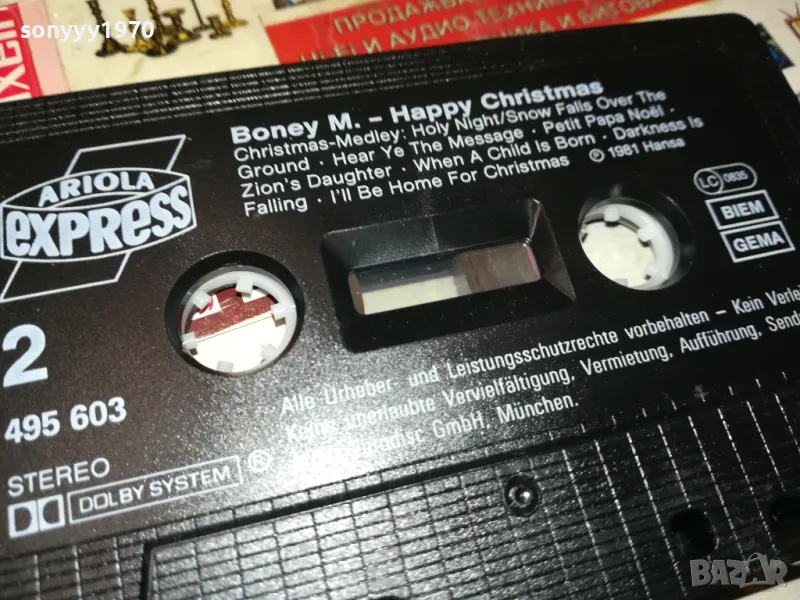 sonyyy1970
ПРОДАЖБА
HI-FI И АУДИО-ТЕХНИКА
И БИТОВА
Boney M. – Happy Christmas
Christmas-Medley: Holy Night/Snow Falls Over The
Ground · Hear Ye The Message · Petit Papa Noël ·
Zion's Daughter · When A Child Is Born · Darkness Is
Falling · I'll Be Home For Christmas ℗ 1981 Hansa
ARIOLA
express
LC 0835
BIEM
GEMA
2
495 603
STEREO
DOLBY SYSTEM ®
Alle Urheber- und Leistungsschutzrechte vorbehalten – Kein Verlei
Keine unerlaubte Vervielfältigung, Vermietung, Aufführung, Sendu
GmbH, München.
BAZAR